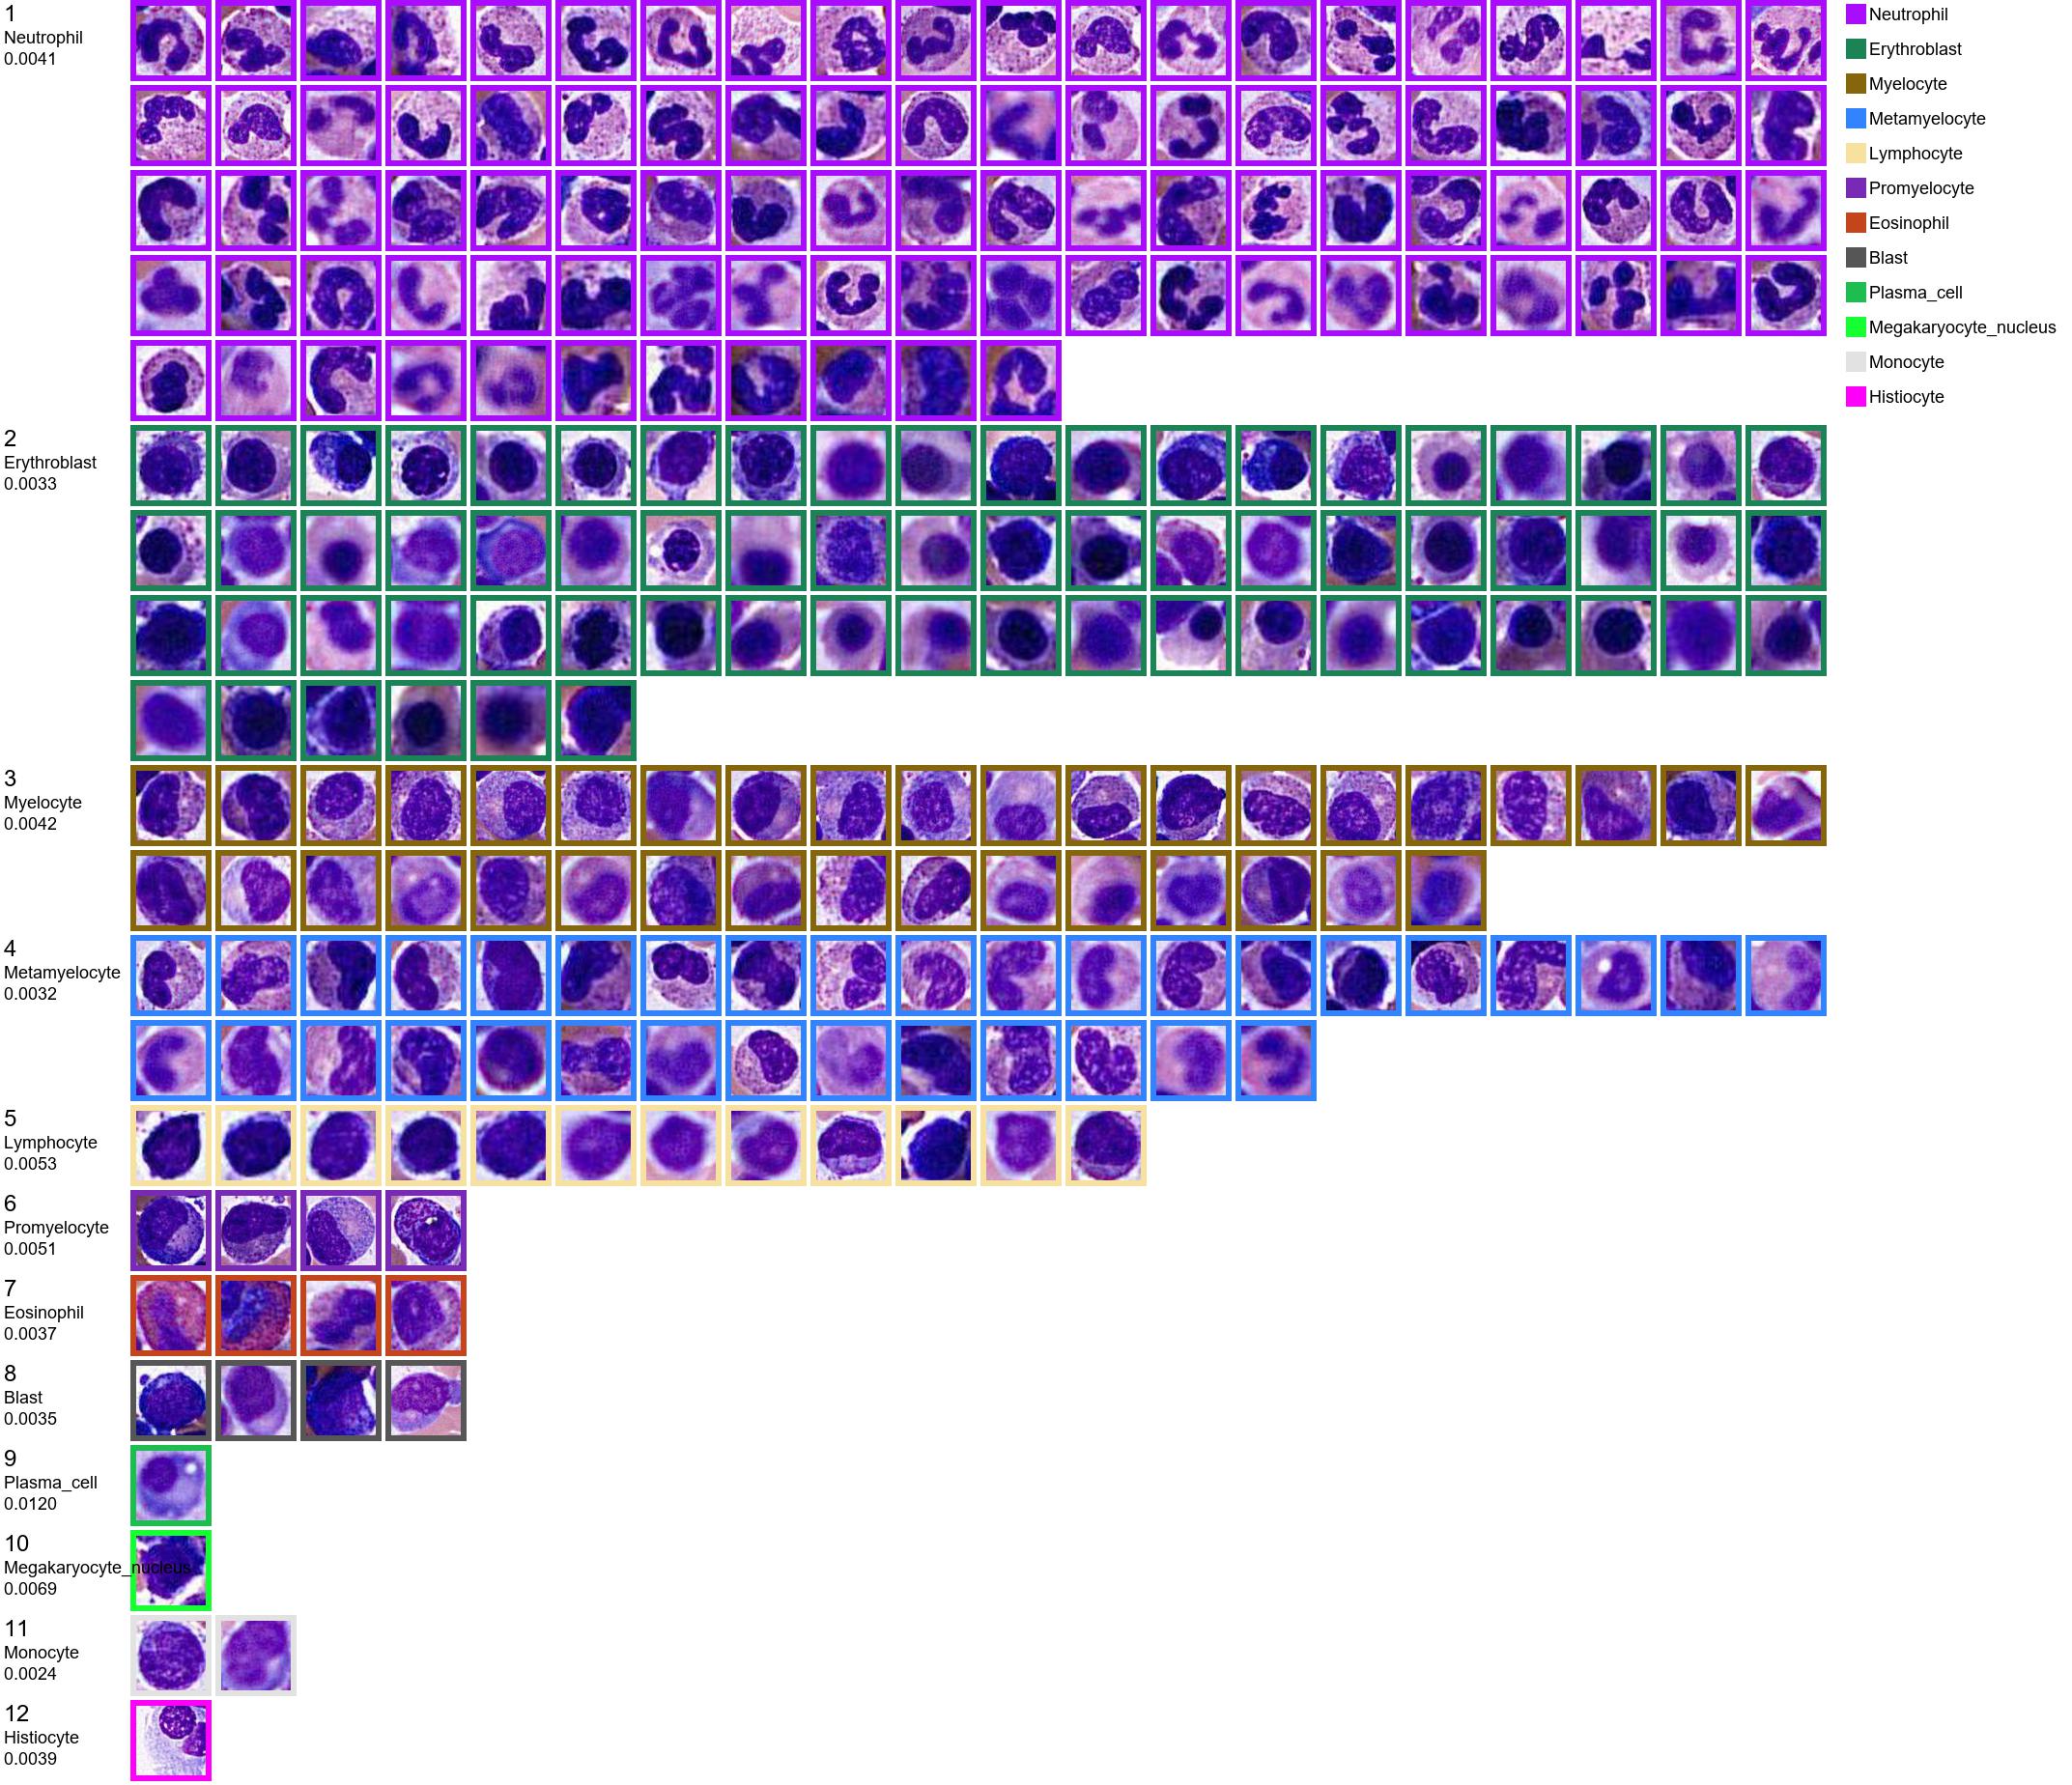 1
Neutrophil
0.0041
2
Erythroblast
0.0033
3
Myelocyte
0.0042
4
Metamyelocyte
0.0032
5
Lymphocyte
0.0053
6
Promyelocyte
0.0051
7
Eosinophil
0.0037
8
Blast
0.0035
9
Plasma_cell
0.0120
10
Megakaryocyte_nucleus
0.0069
11
Monocyte
0.0024
12
Histiocyte
0.0039
Neutrophil
Erythroblast
Myelocyte
Metamyelocyte
Lymphocyte
Promyelocyte
Eosinophil
Blast
Plasma_cell
Megakaryocyte_nucleus
Monocyte
Histiocyte